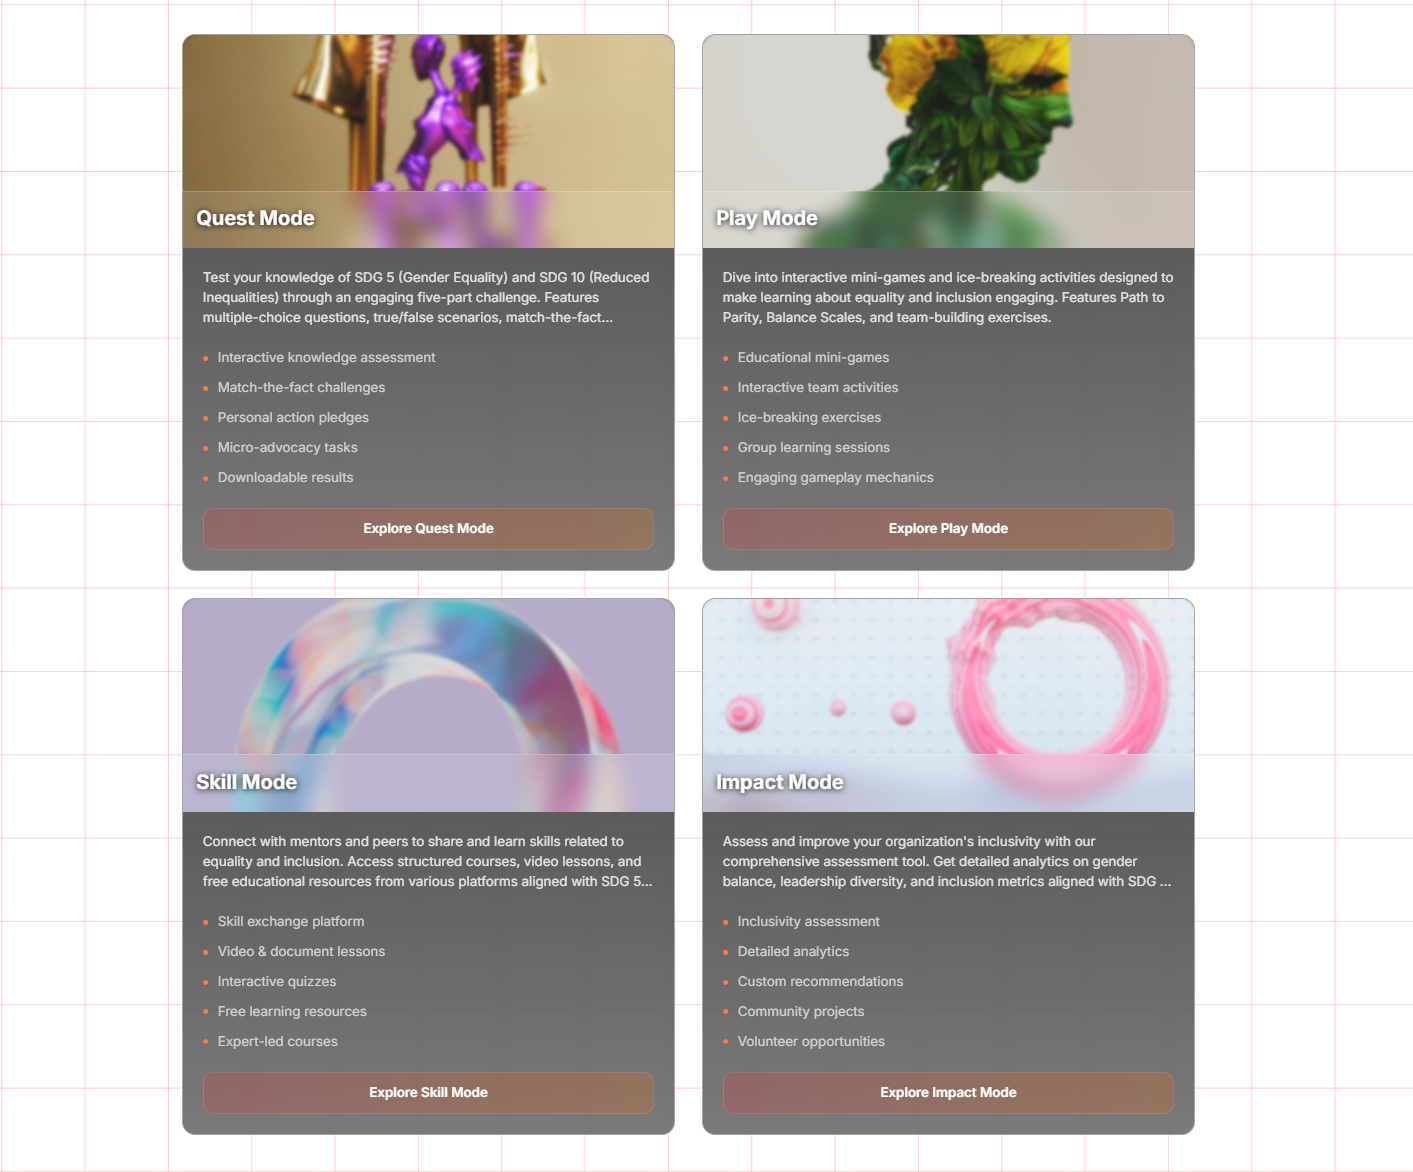 Quest Mode
Test your knowledge of SDG 5 (Gender Equality) and SDG 10 (Reduced
Inequalities) through an engaging five-part challenge. Features
multiple-choice questions, true/false scenarios, match-the-fact...
Interactive knowledge assessment
Match-the-fact challenges
Personal action pledges
Micro-advocacy tasks
Downloadable results
Explore Quest Mode
Play Mode
Dive into interactive mini-games and ice-breaking activities designed to
make learning about equality and inclusion engaging. Features Path to
Parity, Balance Scales, and team-building exercises.
Educational mini-games
Interactive team activities
Ice-breaking exercises
Group learning sessions
Engaging gameplay mechanics
Explore Play Mode
Skill Mode
Connect with mentors and peers to share and learn skills related to
equality and inclusion. Access structured courses, video lessons, and
free educational resources from various platforms aligned with SDG 5...
Skill exchange platform
Video & document lessons
Interactive quizzes
Free learning resources
Expert-led courses
Explore Skill Mode
Impact Mode
Assess and improve your organization's inclusivity with our
comprehensive assessment tool. Get detailed analytics on gender
balance, leadership diversity, and inclusion metrics aligned with SDG ...
Inclusivity assessment
Detailed analytics
Custom recommendations
Community projects
Volunteer opportunities
Explore Impact Mode